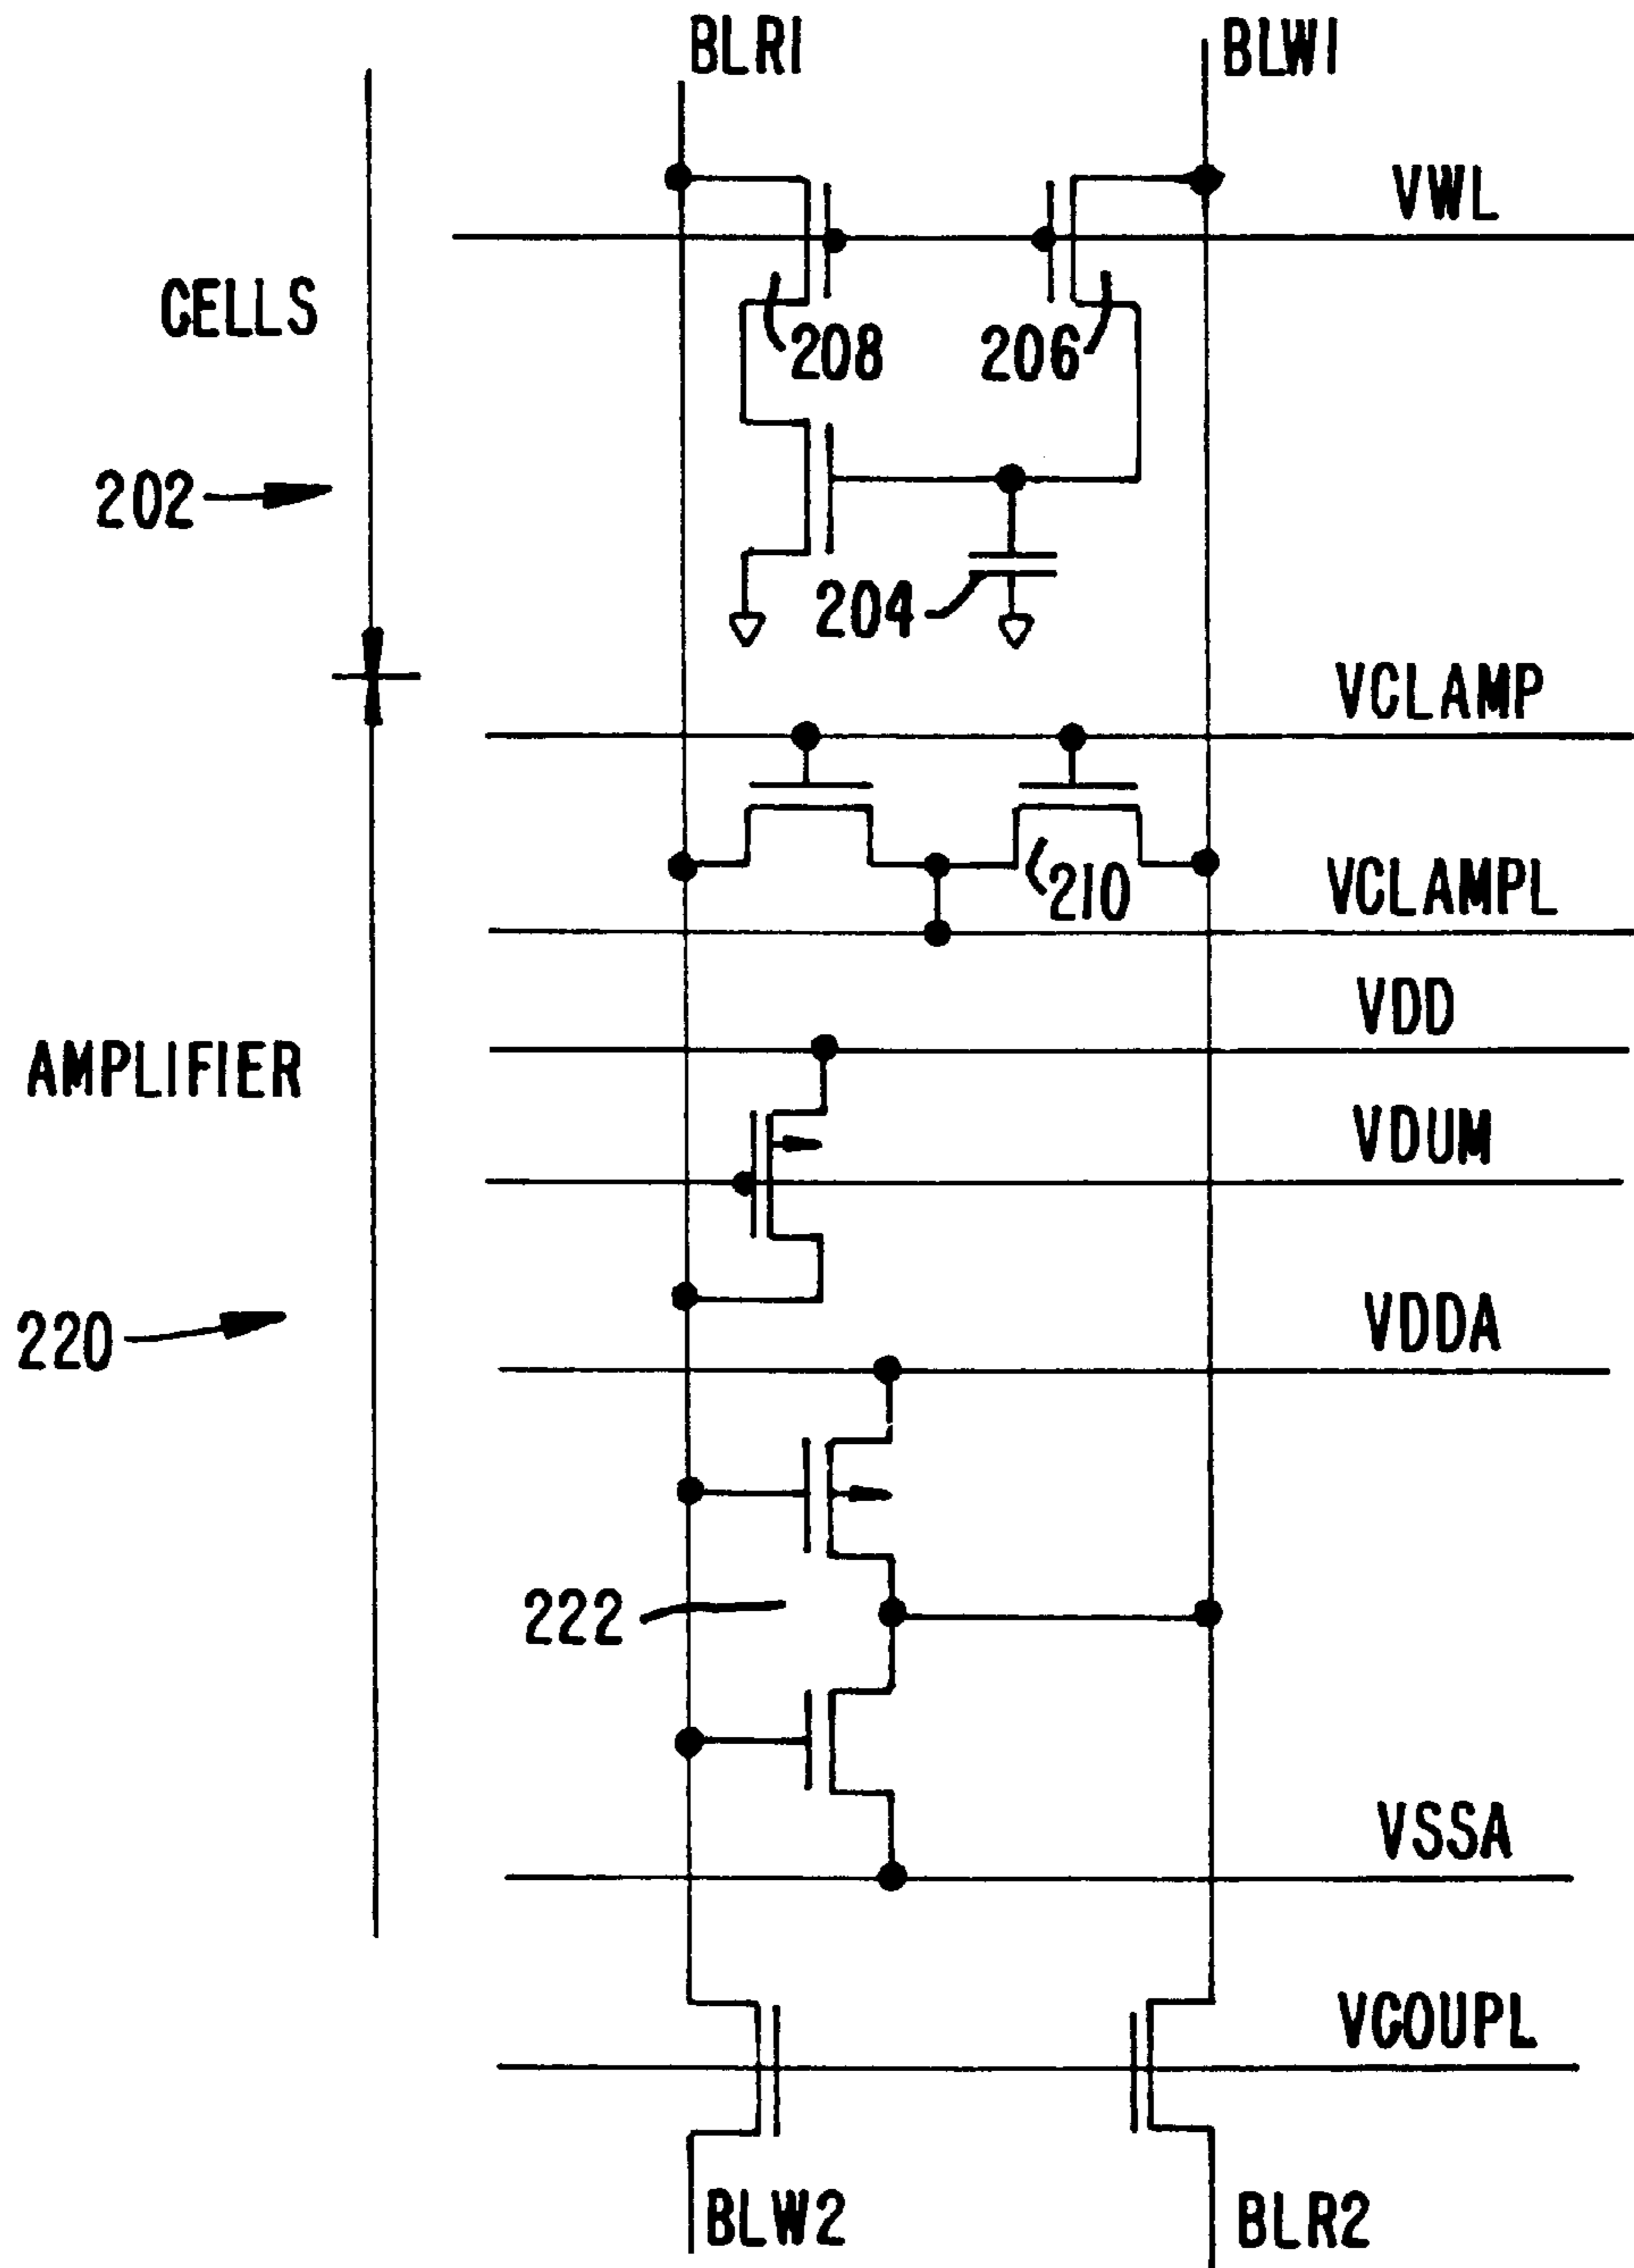 BLR1
BLW1
VWL
CELLS
208
206
202
204
VCLAMP
210
VCLAMPL
VDD
AMPLIFIER
VDUM
220
VDDA
222
VSSA
VCOUPL
BLW2
BLR2